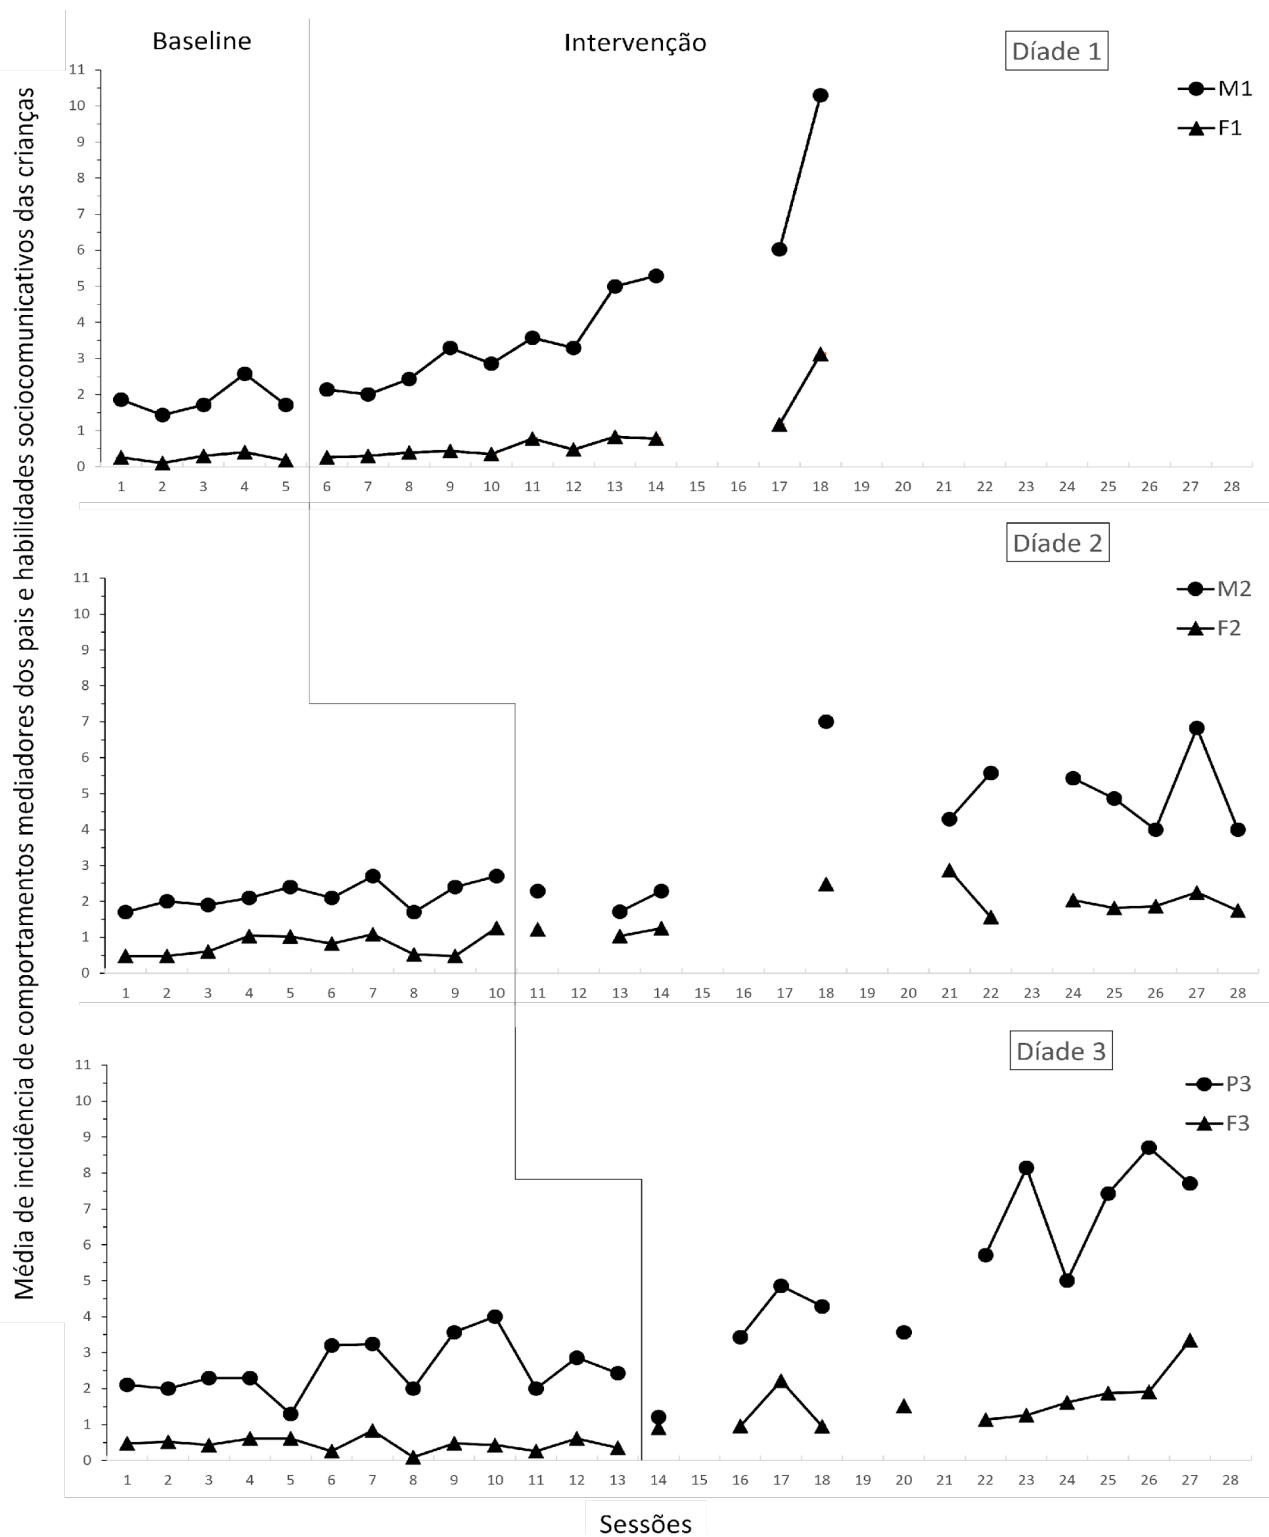 Média de incidência de comportamentos mediadores dos pais e habilidades sociocomunicativos das crianças
Baseline
Intervenção
Díade 1
M1
F1
11
10
9
8
7
6
5
4
3
2
1
0
1 2 3 4 5 6 7 8 9 10 11 12 13 14 15 16 17 18 19 20 21 22 23 24 25 26 27 28
Díade 2
M2
F2
11
10
9
8
7
6
5
4
3
2
1
0
1 2 3 4 5 6 7 8 9 10 11 12 13 14 15 16 17 18 19 20 21 22 23 24 25 26 27 28
Díade 3
P3
F3
11
10
9
8
7
6
5
4
3
2
1
0
1 2 3 4 5 6 7 8 9 10 11 12 13 14 15 16 17 18 19 20 21 22 23 24 25 26 27 28
Sessões